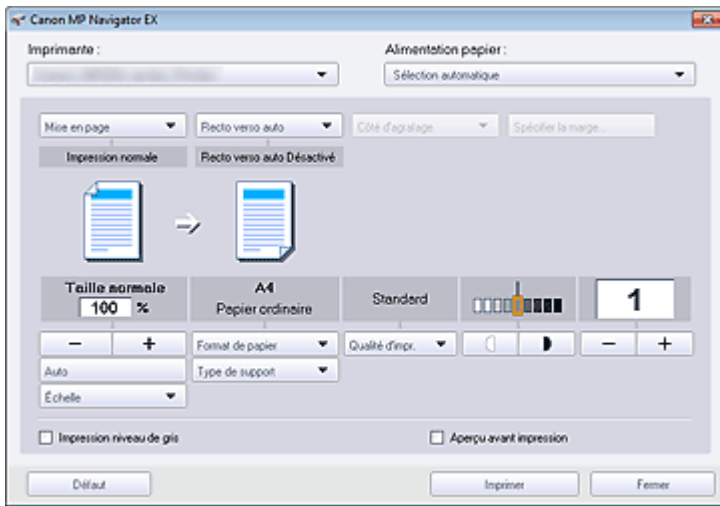 Canon MP Navigator EX
Imprimante :
Alimentation papier :
Sélection automatique
Mise en page
Recto verso auto
Côté d'agrafage
Spécifier la marge...
Impression normale
Recto verso auto Désactivé
Taille normale
100 %
A4
Papier ordinaire
Standard
1
Format de papier
Qualité d'impr.
Auto
Type de support
Échelle
Impression niveau de gris
Aperçu avant impression
Défaut
Imprimer
Fermer